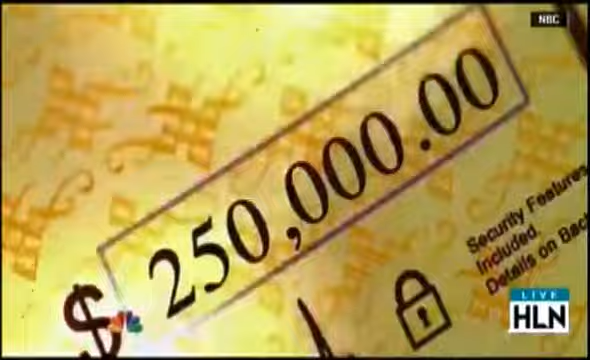 NBC
$ 250,000.00
Security Features
Included.
Details on Back
LIVE
HLN